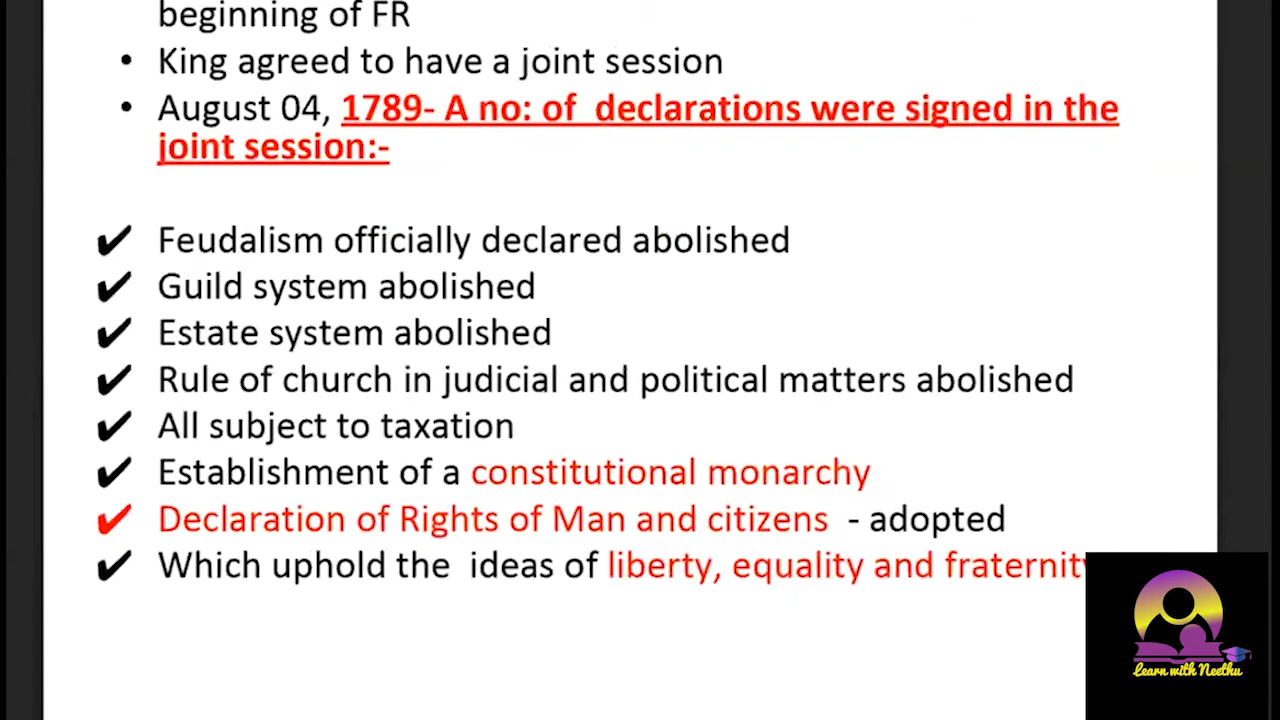 beginning of FR
• King agreed to have a joint session
• August 04, 1789- A no: of declarations were signed in the
joint session:-
✔ Feudalism officially declared abolished
✔ Guild system abolished
✔ Estate system abolished
✔ Rule of church in judicial and political matters abolished
✔ All subject to taxation
✔ Establishment of a constitutional monarchy
✔ Declaration of Rights of Man and citizens - adopted
✔ Which uphold the ideas of liberty, equality and fraternity
Learn with Neethu